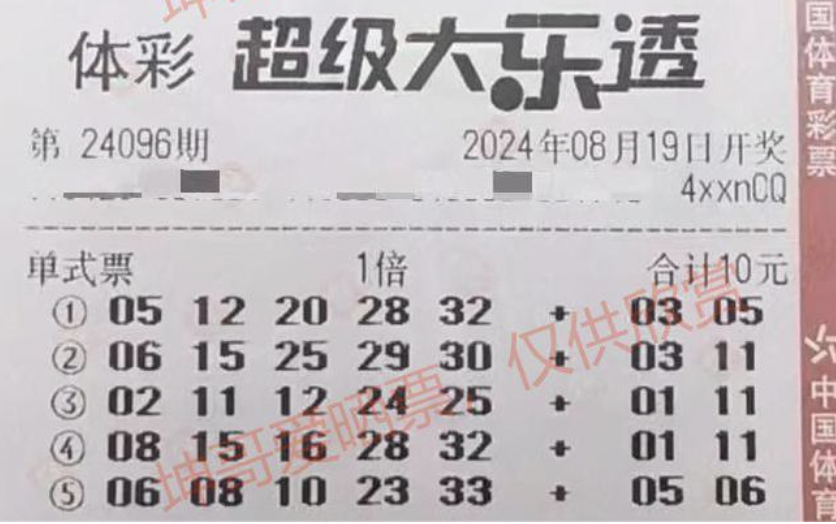 体彩 超级大乐透
第 24096期 2024年08月19日开奖
4xxnCQ
单式票 1倍 合计10元
① 05 12 20 28 32 + 03 05
② 06 15 25 29 30 + 03 11
③ 02 11 12 24 25 + 01 11
④ 08 15 16 28 32 + 01 11
⑤ 06 08 10 23 33 + 05 06
坤哥爱晒票，仅供欣赏
国体育彩票
中国体育